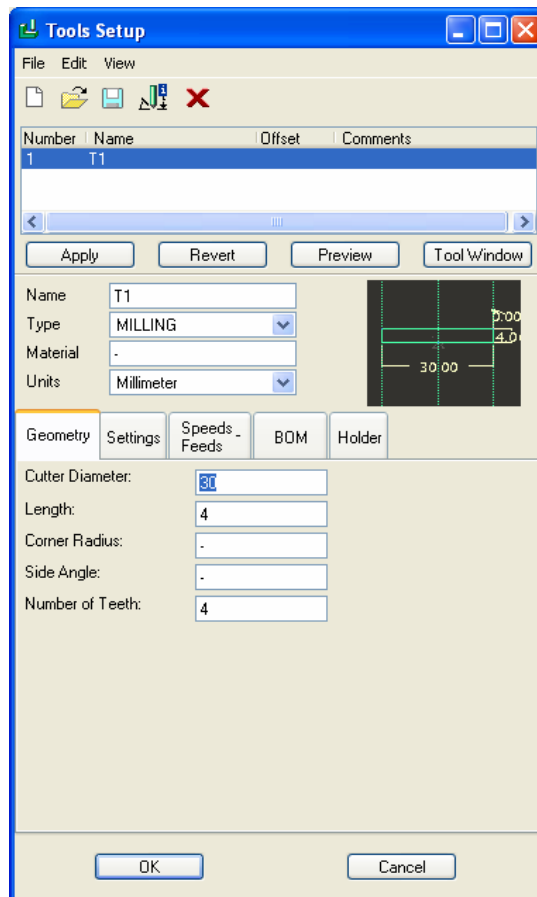 Tools Setup
File Edit View
Number Name Offset Comments
1 T1
Apply Revert Preview Tool Window
Name T1
Type MILLING
Material -
Units Millimeter
0.00
4.0
30.00
Geometry Settings Speeds - Feeds BOM Holder
Cutter Diameter: 30
Length: 4
Corner Radius: -
Side Angle: -
Number of Teeth: 4
OK Cancel